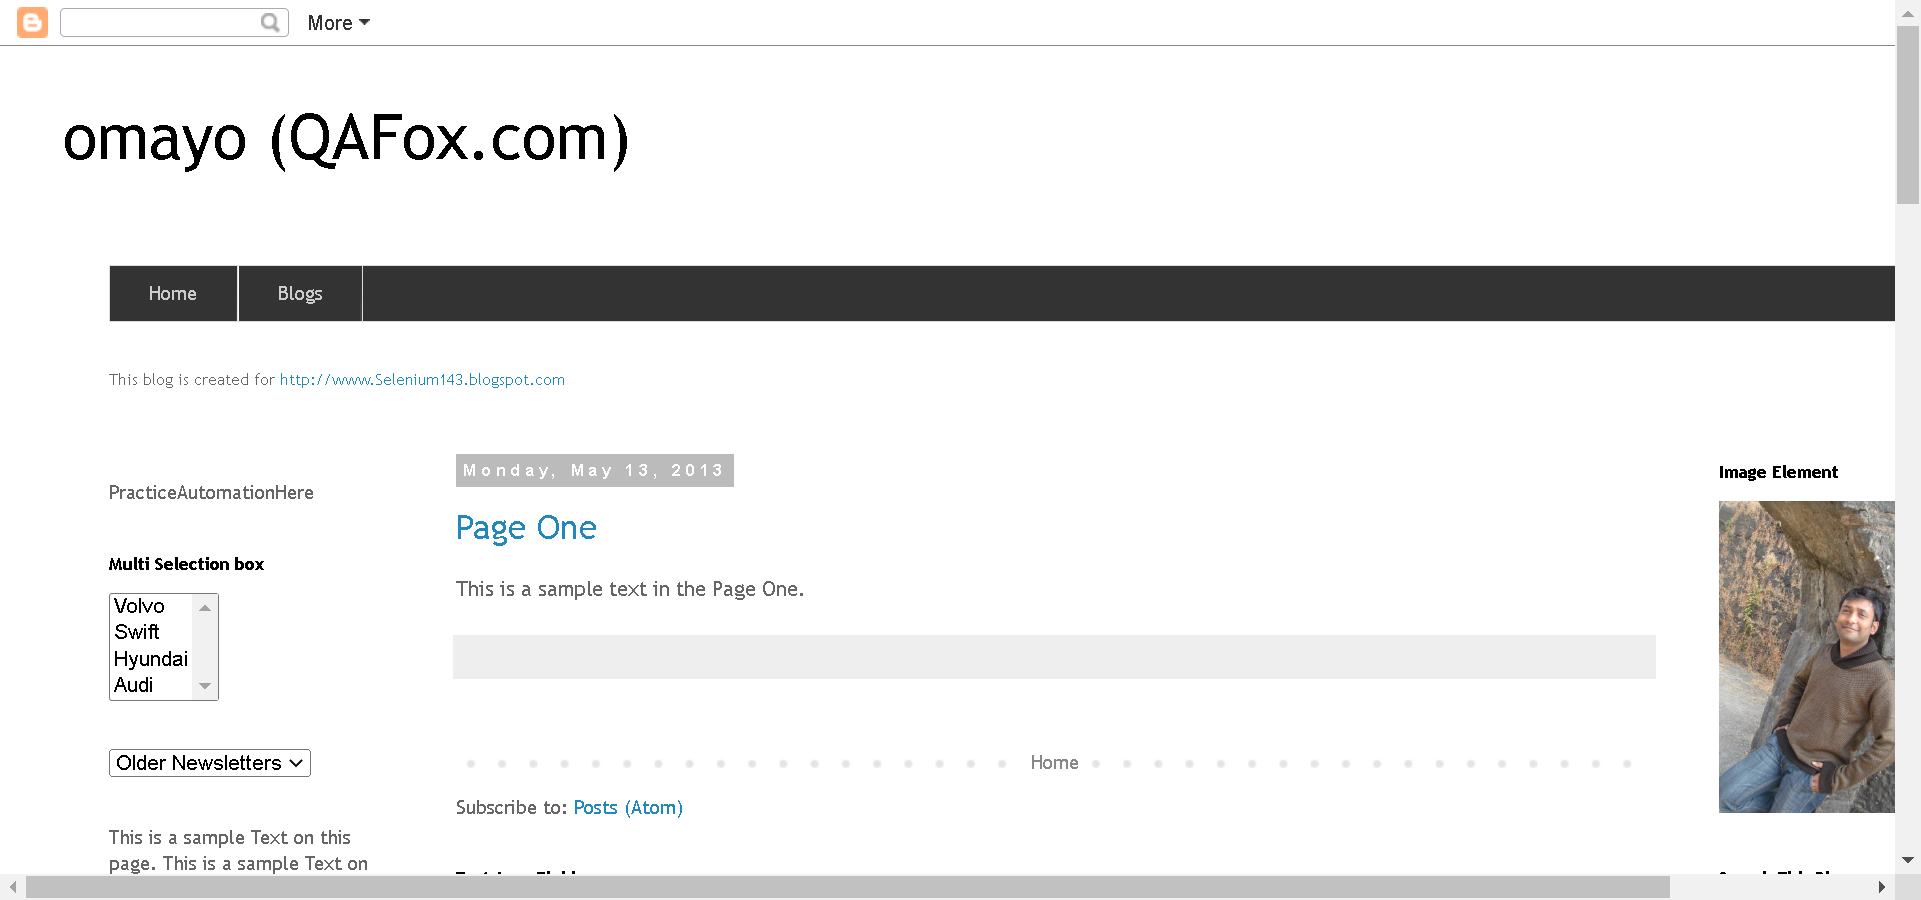 More
omayo (QAFox.com)
Home
Blogs
This blog is created for http://www.Selenium143.blogspot.com
PracticeAutomationHere
Multi Selection box
Volvo
Swift
Hyundai
Audi
Older Newsletters
This is a sample Text on this
page. This is a sample Text on
Monday, May 13, 2013
Page One
This is a sample text in the Page One.
Home
Subscribe to: Posts (Atom)
Image Element